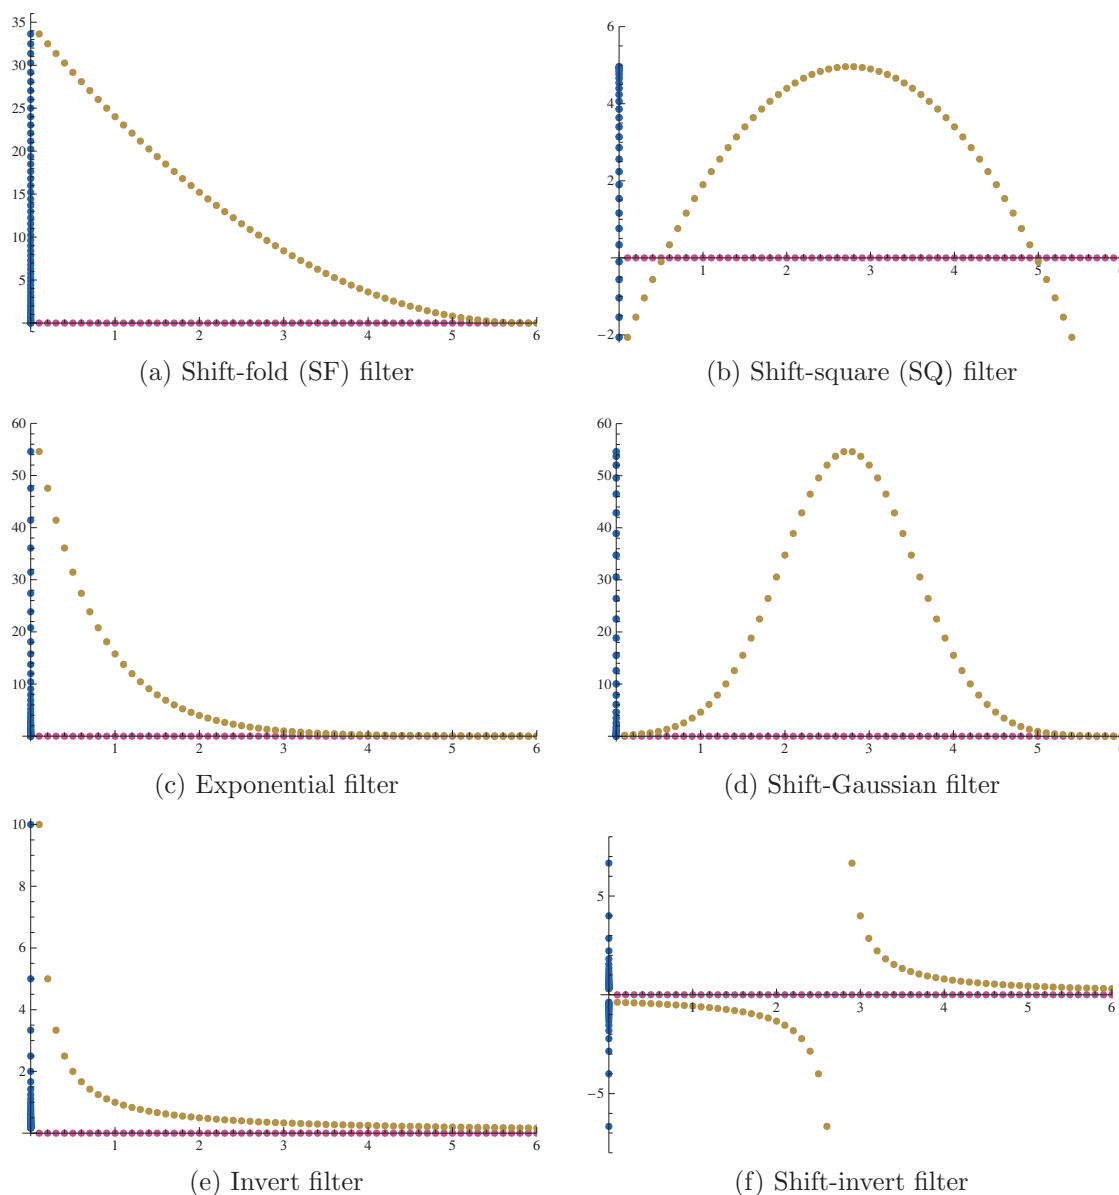 35
30
25
20
15
10
5
1 2 3 4 5 6
(a) Shift-fold (SF) filter
6
4
2
−2
1 2 3 4 5
(b) Shift-square (SQ) filter
60
50
40
30
20
10
1 2 3 4 5 6
(c) Exponential filter
60
50
40
30
20
10
1 2 3 4 5
(d) Shift-Gaussian filter
10
8
6
4
2
1 2 3 4 5 6
(e) Invert filter
5
−5
1 2 3 4 5 6
(f) Shift-invert filter